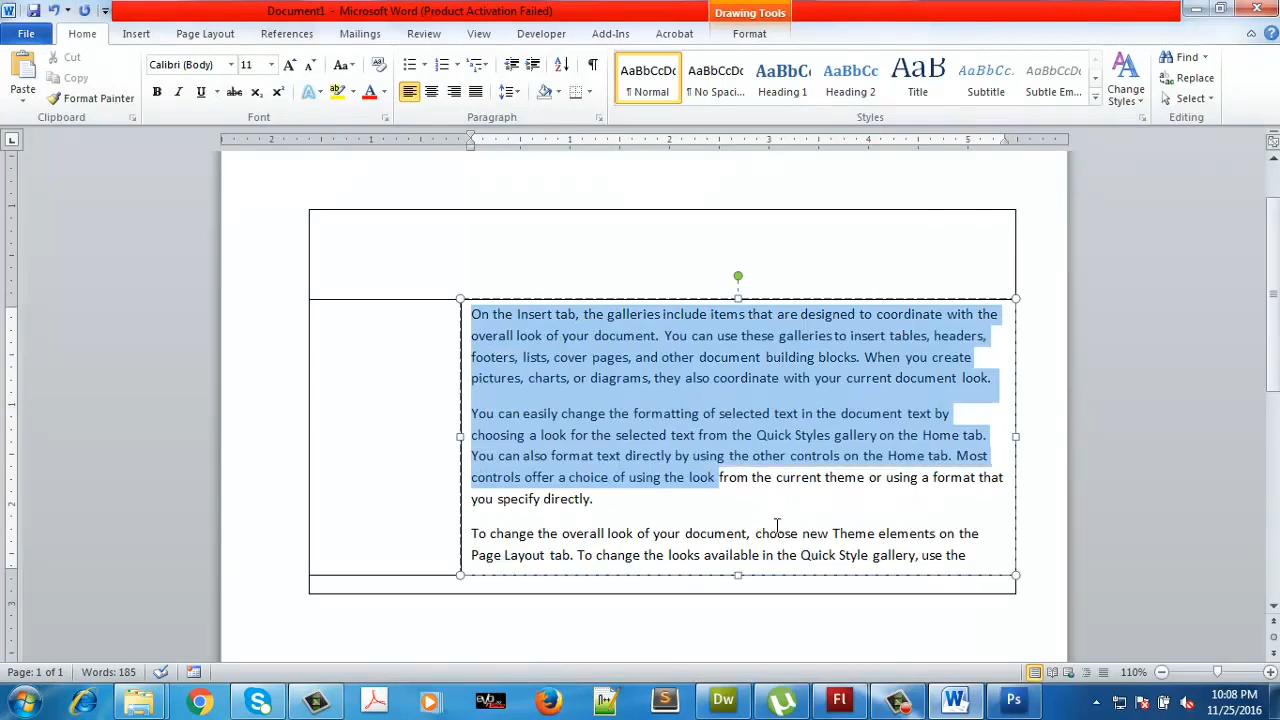 Document1 - Microsoft Word (Product Activation Failed)
Drawing Tools
File Home Insert Page Layout References Mailings Review View Developer Add-Ins Acrobat Format
Paste
Cut
Copy
Format Painter
Clipboard
Calibri (Body) 11
Font
Paragraph
AaBbCcDc AaBbCcDc AaBbC AaBbCc AaB AaBbCcDc AaBbCcDc
¶ Normal ¶ No Spaci... Heading 1 Heading 2 Title Subtitle Subtle Em...
Change
Styles
Styles
Find
Replace
Select
Editing
2 1 1 2 3 4 5
On the Insert tab, the galleries include items that are designed to coordinate with the
overall look of your document. You can use these galleries to insert tables, headers,
footers, lists, cover pages, and other document building blocks. When you create
pictures, charts, or diagrams, they also coordinate with your current document look.
You can easily change the formatting of selected text in the document text by
choosing a look for the selected text from the Quick Styles gallery on the Home tab.
You can also format text directly by using the other controls on the Home tab. Most
controls offer a choice of using the look from the current theme or using a format that
you specify directly.
To change the overall look of your document, choose new Theme elements on the
Page Layout tab. To change the looks available in the Quick Style gallery, use the
Page: 1 of 1 Words: 185 110%
10:08 PM
11/25/2016